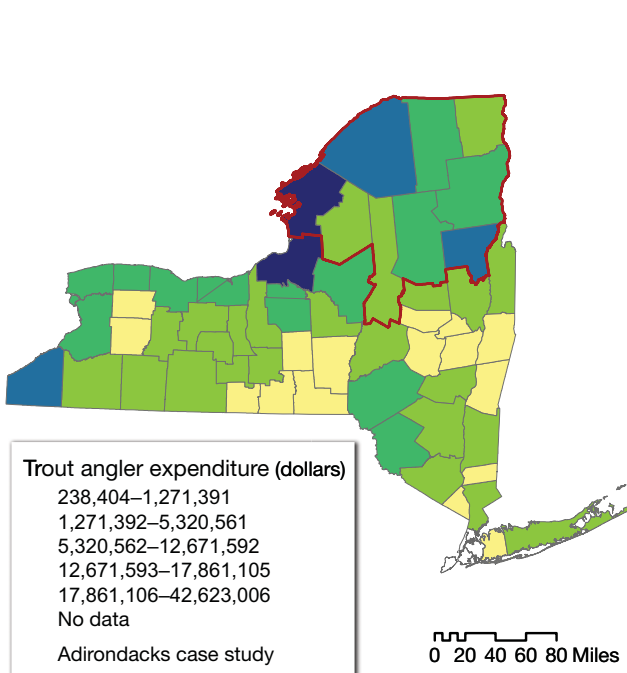 Trout angler expenditure (dollars)
238,404–1,271,391
1,271,392–5,320,561
5,320,562–12,671,592
12,671,593–17,861,105
17,861,106–42,623,006
No data
Adirondacks case study
0 20 40 60 80 Miles